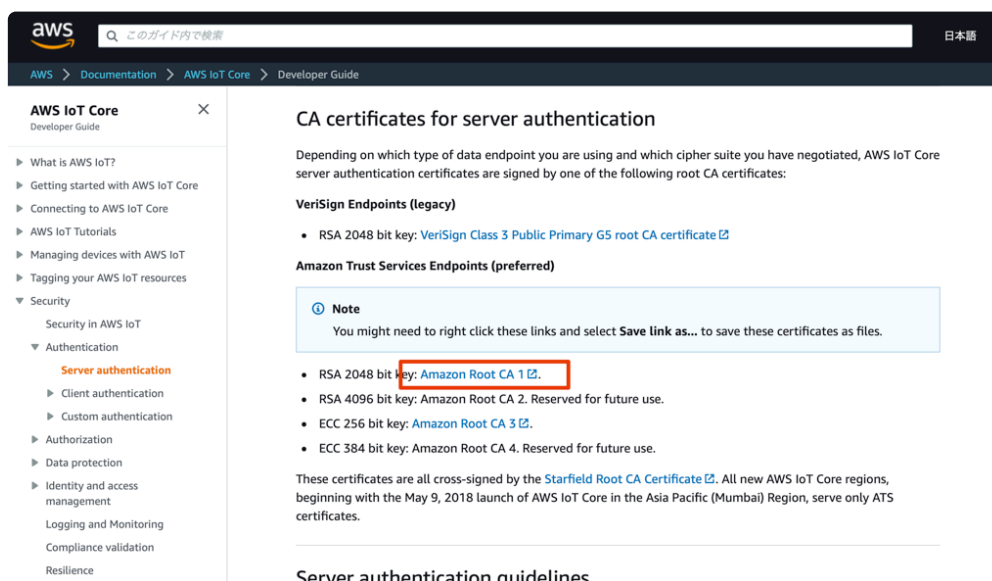 aws
このガイド内で検索
日本語
AWS > Documentation > AWS IoT Core > Developer Guide
AWS IoT Core
Developer Guide
What is AWS IoT?
Getting started with AWS IoT Core
Connecting to AWS IoT Core
AWS IoT Tutorials
Managing devices with AWS IoT
Tagging your AWS IoT resources
Security
Security in AWS IoT
Authentication
Server authentication
Client authentication
Custom authentication
Authorization
Data protection
Identity and access
management
Logging and Monitoring
Compliance validation
Resilience
CA certificates for server authentication
Depending on which type of data endpoint you are using and which cipher suite you have negotiated, AWS IoT Core
server authentication certificates are signed by one of the following root CA certificates:
VeriSign Endpoints (legacy)
• RSA 2048 bit key: VeriSign Class 3 Public Primary G5 root CA certificate
Amazon Trust Services Endpoints (preferred)
Note
You might need to right click these links and select Save link as... to save these certificates as files.
• RSA 2048 bit key: Amazon Root CA 1.
• RSA 4096 bit key: Amazon Root CA 2. Reserved for future use.
• ECC 256 bit key: Amazon Root CA 3.
• ECC 384 bit key: Amazon Root CA 4. Reserved for future use.
These certificates are all cross-signed by the Starfield Root CA Certificate. All new AWS IoT Core regions,
beginning with the May 9, 2018 launch of AWS IoT Core in the Asia Pacific (Mumbai) Region, serve only ATS
certificates.
Server authentication guidelines